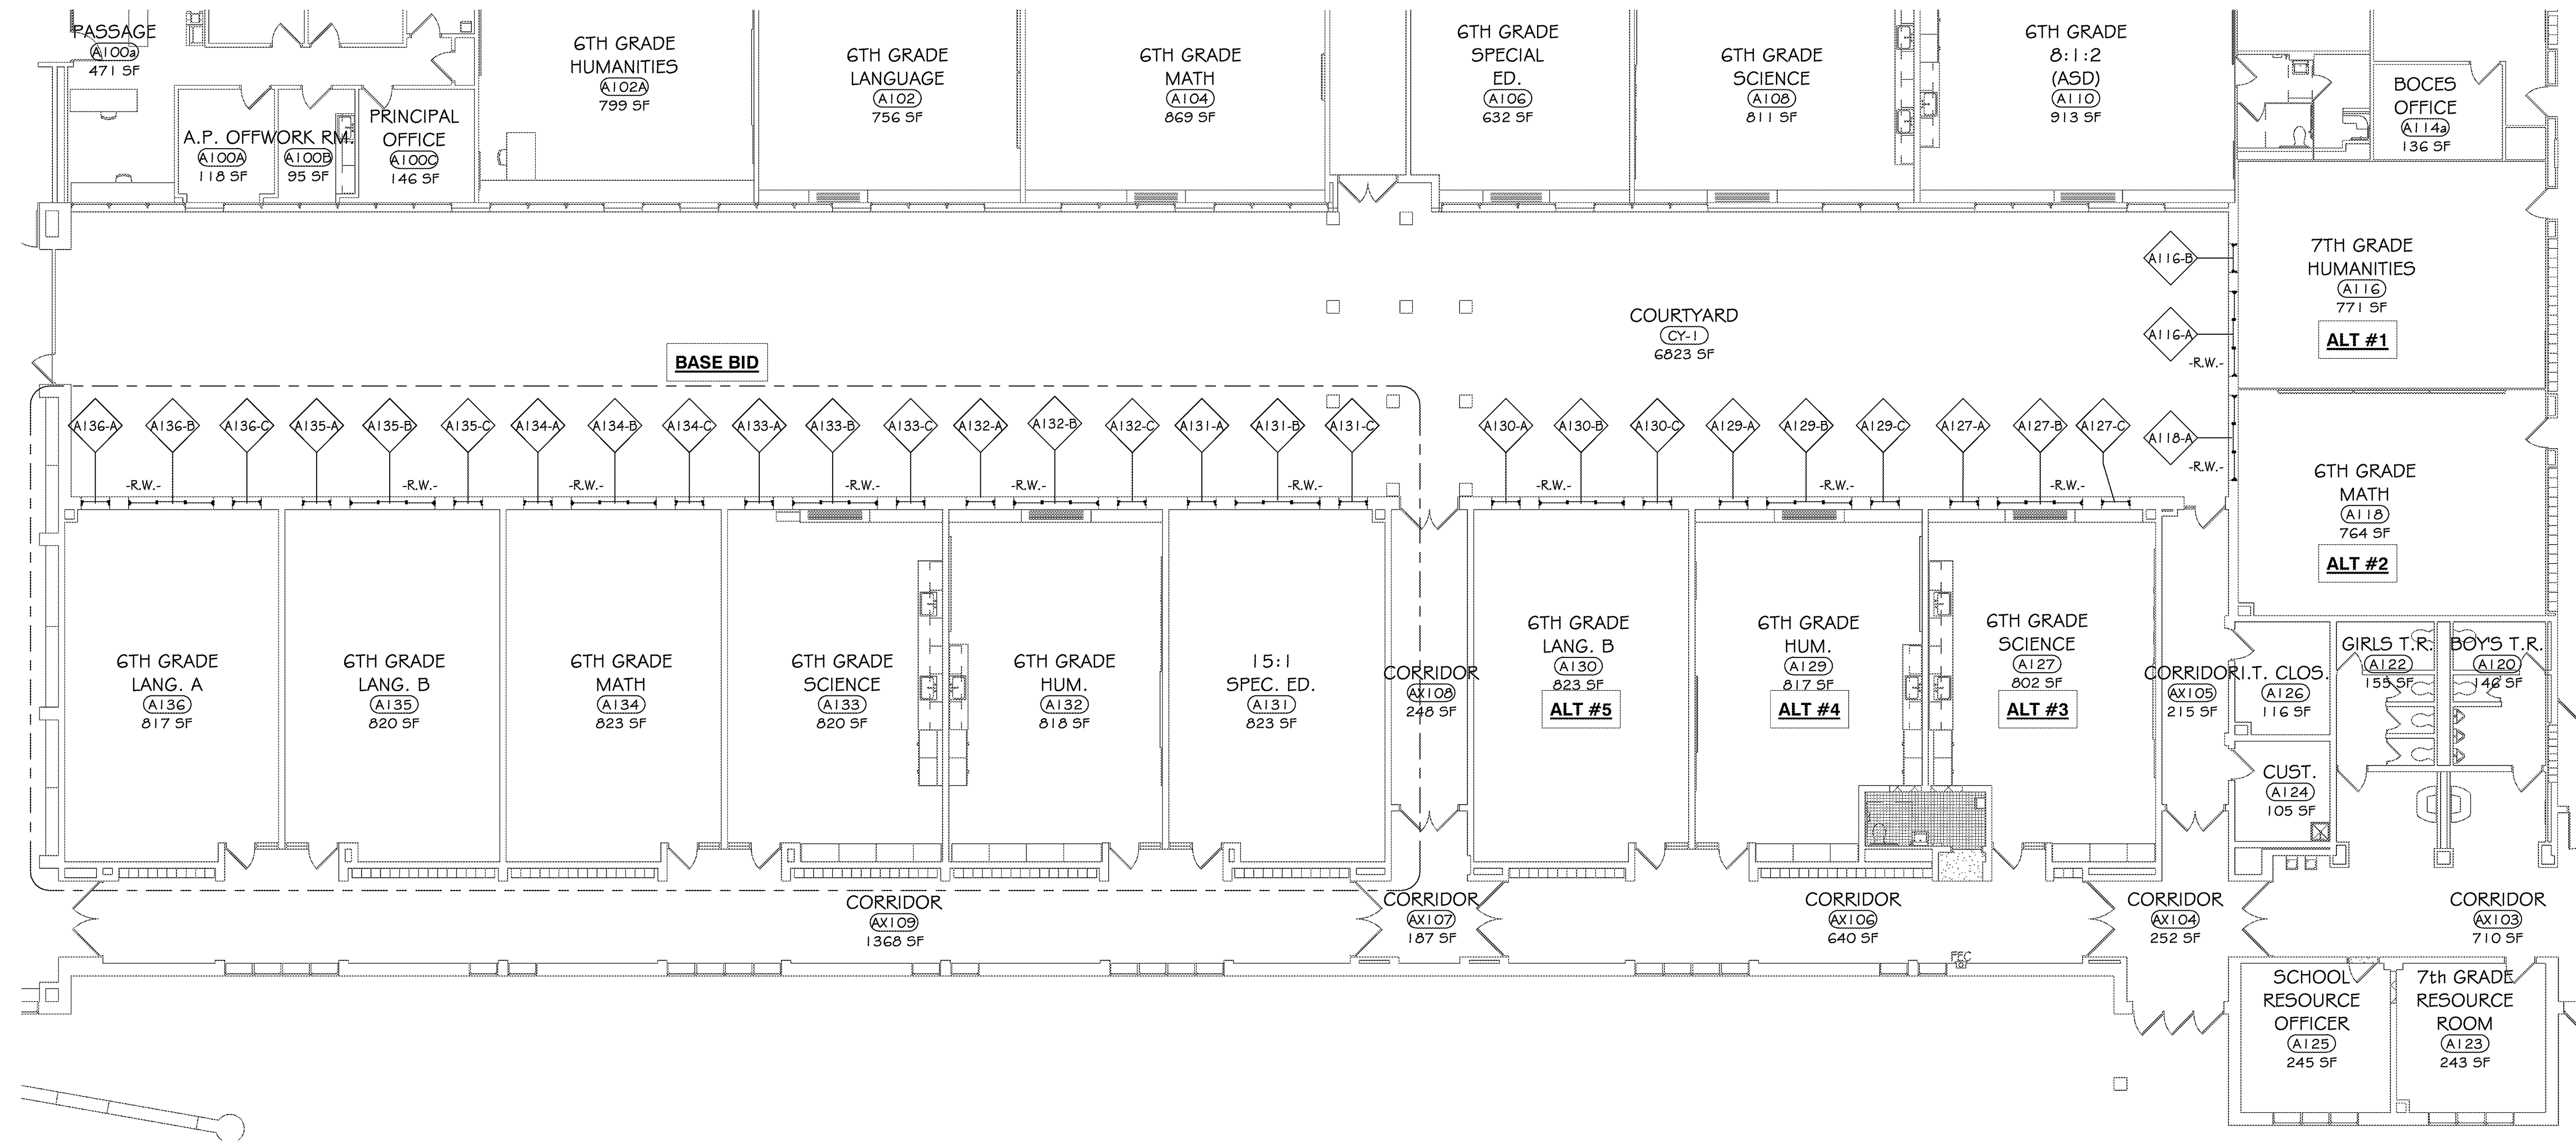 PASSAGE
A100a
471 SF
A.P. OFF
A100A
118 SF
WORK RM.
A100B
95 SF
PRINCIPAL
OFFICE
A100C
146 SF
6TH GRADE
HUMANITIES
A102A
799 SF
6TH GRADE
LANGUAGE
A102
756 SF
6TH GRADE
MATH
A104
869 SF
6TH GRADE
SPECIAL
ED.
A106
632 SF
6TH GRADE
SCIENCE
A108
811 SF
6TH GRADE
8:1:2
(ASD)
A110
913 SF
BOCES
OFFICE
A114a
136 SF
7TH GRADE
HUMANITIES
A116
771 SF
ALT #1
A116-B
A116-A
-R.W.-
COURTYARD
CY-1
6823 SF
BASE BID
A136-A
A136-B
A136-C
A135-A
A135-B
A135-C
A134-A
A134-B
A134-C
A133-A
A133-B
A133-C
A132-A
A132-B
A132-C
A131-A
A131-B
A131-C
A130-A
A130-B
A130-C
A129-A
A129-B
A129-C
A127-A
A127-B
A127-C
A118-A
-R.W.-
-R.W.-
-R.W.-
-R.W.-
-R.W.-
-R.W.-
-R.W.-
-R.W.-
-R.W.-
-R.W.-
6TH GRADE
MATH
A118
764 SF
ALT #2
6TH GRADE
LANG. A
A136
817 SF
6TH GRADE
LANG. B
A135
820 SF
6TH GRADE
MATH
A134
823 SF
6TH GRADE
SCIENCE
A133
820 SF
6TH GRADE
HUM.
A132
818 SF
15:1
SPEC. ED.
A131
823 SF
CORRIDOR
AX108
248 SF
6TH GRADE
LANG. B
A130
823 SF
ALT #5
6TH GRADE
HUM.
A129
817 SF
ALT #4
6TH GRADE
SCIENCE
A127
802 SF
ALT #3
CORRIDOR
AX105
215 SF
I.T. CLOS.
A126
116 SF
GIRLS T.R.
A122
155 SF
BOY'S T.R.
A120
146 SF
CUST.
A124
105 SF
CORRIDOR
AX109
1368 SF
CORRIDOR
AX107
187 SF
CORRIDOR
AX106
640 SF
FEC
CORRIDOR
AX104
252 SF
CORRIDOR
AX103
710 SF
SCHOOL
RESOURCE
OFFICER
A125
245 SF
7th GRADE
RESOURCE
ROOM
A123
243 SF